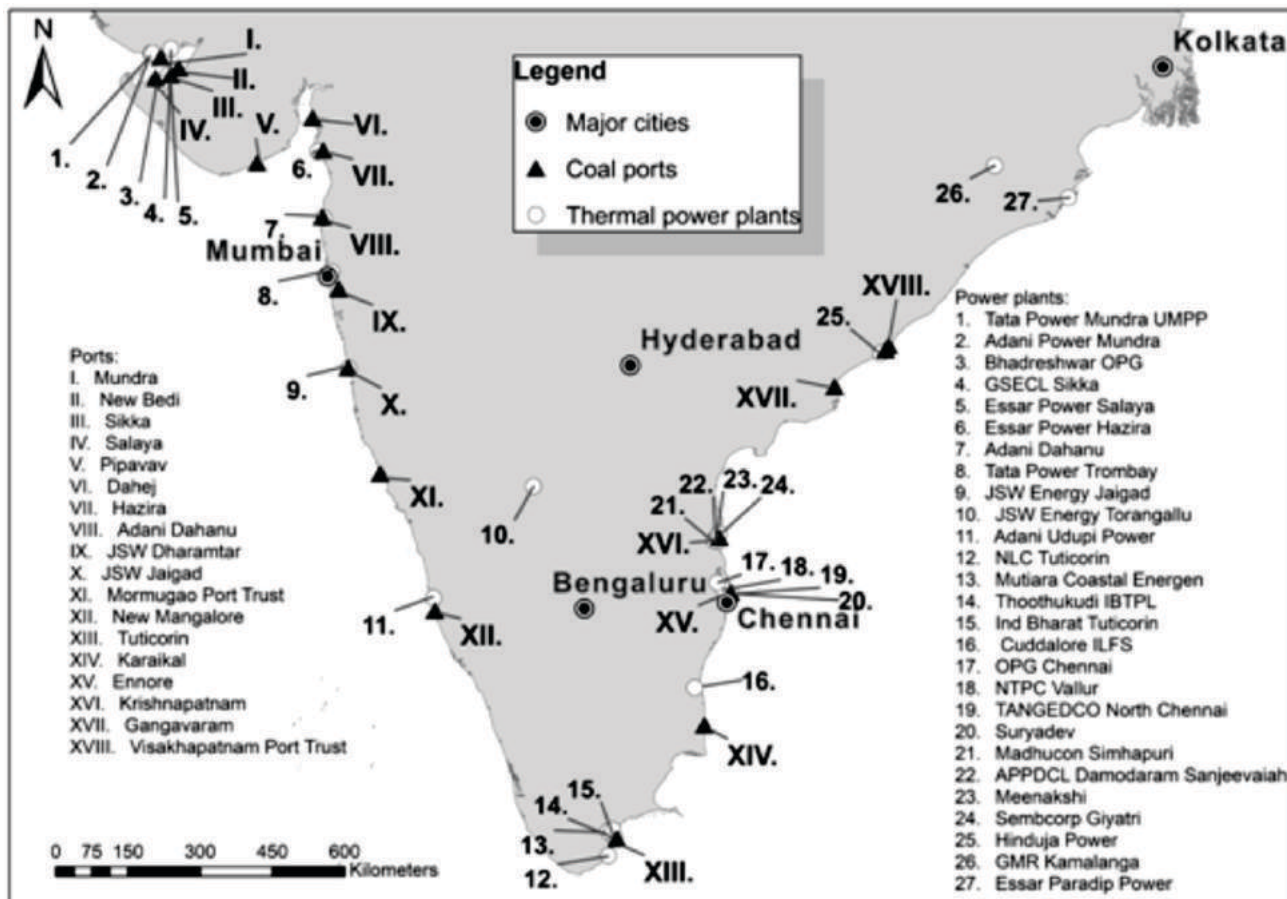 N
Kolkata
Legend
Major cities
Coal ports
Thermal power plants
I.
II.
III.
IV.
V.
VI.
VII.
VIII.
IX.
X.
XI.
XII.
XIII.
XIV.
XV.
XVI.
XVII.
XVIII.
1.
2.
3.
4.
5.
6.
7.
8.
9.
10.
11.
12.
13.
14.
15.
16.
17.
18.
19.
20.
21.
22.
23.
24.
25.
26.
27.
Mumbai
Hyderabad
Bengaluru
Chennai
Ports:
I. Mundra
II. New Bedi
III. Sikka
IV. Salaya
V. Pipavav
VI. Dahej
VII. Hazira
VIII. Adani Dahanu
IX. JSW Dharamtar
X. JSW Jaigad
XI. Mormugao Port Trust
XII. New Mangalore
XIII. Tuticorin
XIV. Karaikal
XV. Ennore
XVI. Krishnapatnam
XVII. Gangavaram
XVIII. Visakhapatnam Port Trust
Power plants:
1. Tata Power Mundra UMPP
2. Adani Power Mundra
3. Bhadreshwar OPG
4. GSECL Sikka
5. Essar Power Salaya
6. Essar Power Hazira
7. Adani Dahanu
8. Tata Power Trombay
9. JSW Energy Jaigad
10. JSW Energy Torangallu
11. Adani Udupi Power
12. NLC Tuticorin
13. Mutiara Coastal Energen
14. Thoothukudi IBTPL
15. Ind Bharat Tuticorin
16. Cuddalore ILFS
17. OPG Chennai
18. NTPC Vallur
19. TANGEDCO North Chennai
20. Suryadev
21. Madhucon Simhapuri
22. APPDCL Damodaram Sanjeevaiah
23. Meenakshi
24. Sembcorp Giyatri
25. Hinduja Power
26. GMR Kamalanga
27. Essar Paradip Power
0 75 150 300 450 600
Kilometers